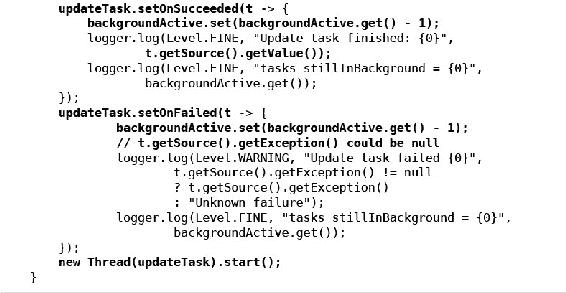 updateTask.setOnSucceeded(t -> {
backgroundActive.set(backgroundActive.get() - 1);
logger.log(Level.FINE, "Update task finished: {0}",
t.getSource().getValue());
logger.log(Level.FINE, "tasks stillInBackground = {0}",
backgroundActive.get());
});
updateTask.setOnFailed(t -> {
backgroundActive.set(backgroundActive.get() - 1);
// t.getSource().getException() could be null
logger.log(Level.WARNING, "Update task failed {0}",
t.getSource().getException() != null
? t.getSource().getException()
: "Unknown failure");
logger.log(Level.FINE, "tasks stillInBackground = {0}",
backgroundActive.get());
});
new Thread(updateTask).start();
}